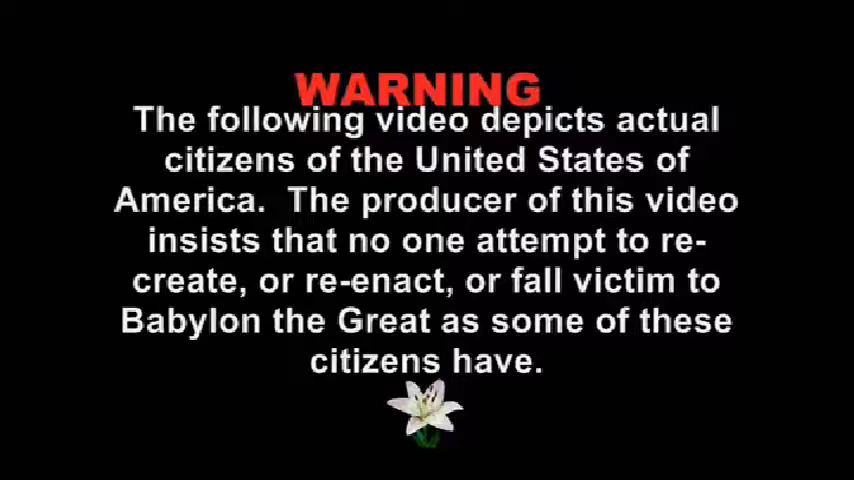 WARNING
The following video depicts actual
citizens of the United States of
America.  The producer of this video
insists that no one attempt to re-
create, or re-enact, or fall victim to
Babylon the Great as some of these
citizens have.